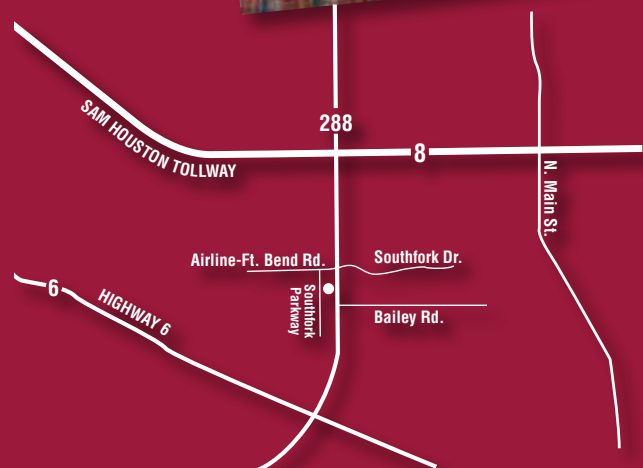 288
SAM HOUSTON TOLLWAY
8
N. Main St.
Airline-Ft. Bend Rd.
Southfork Dr.
6
HIGHWAY 6
Southfork
Parkway
Bailey Rd.